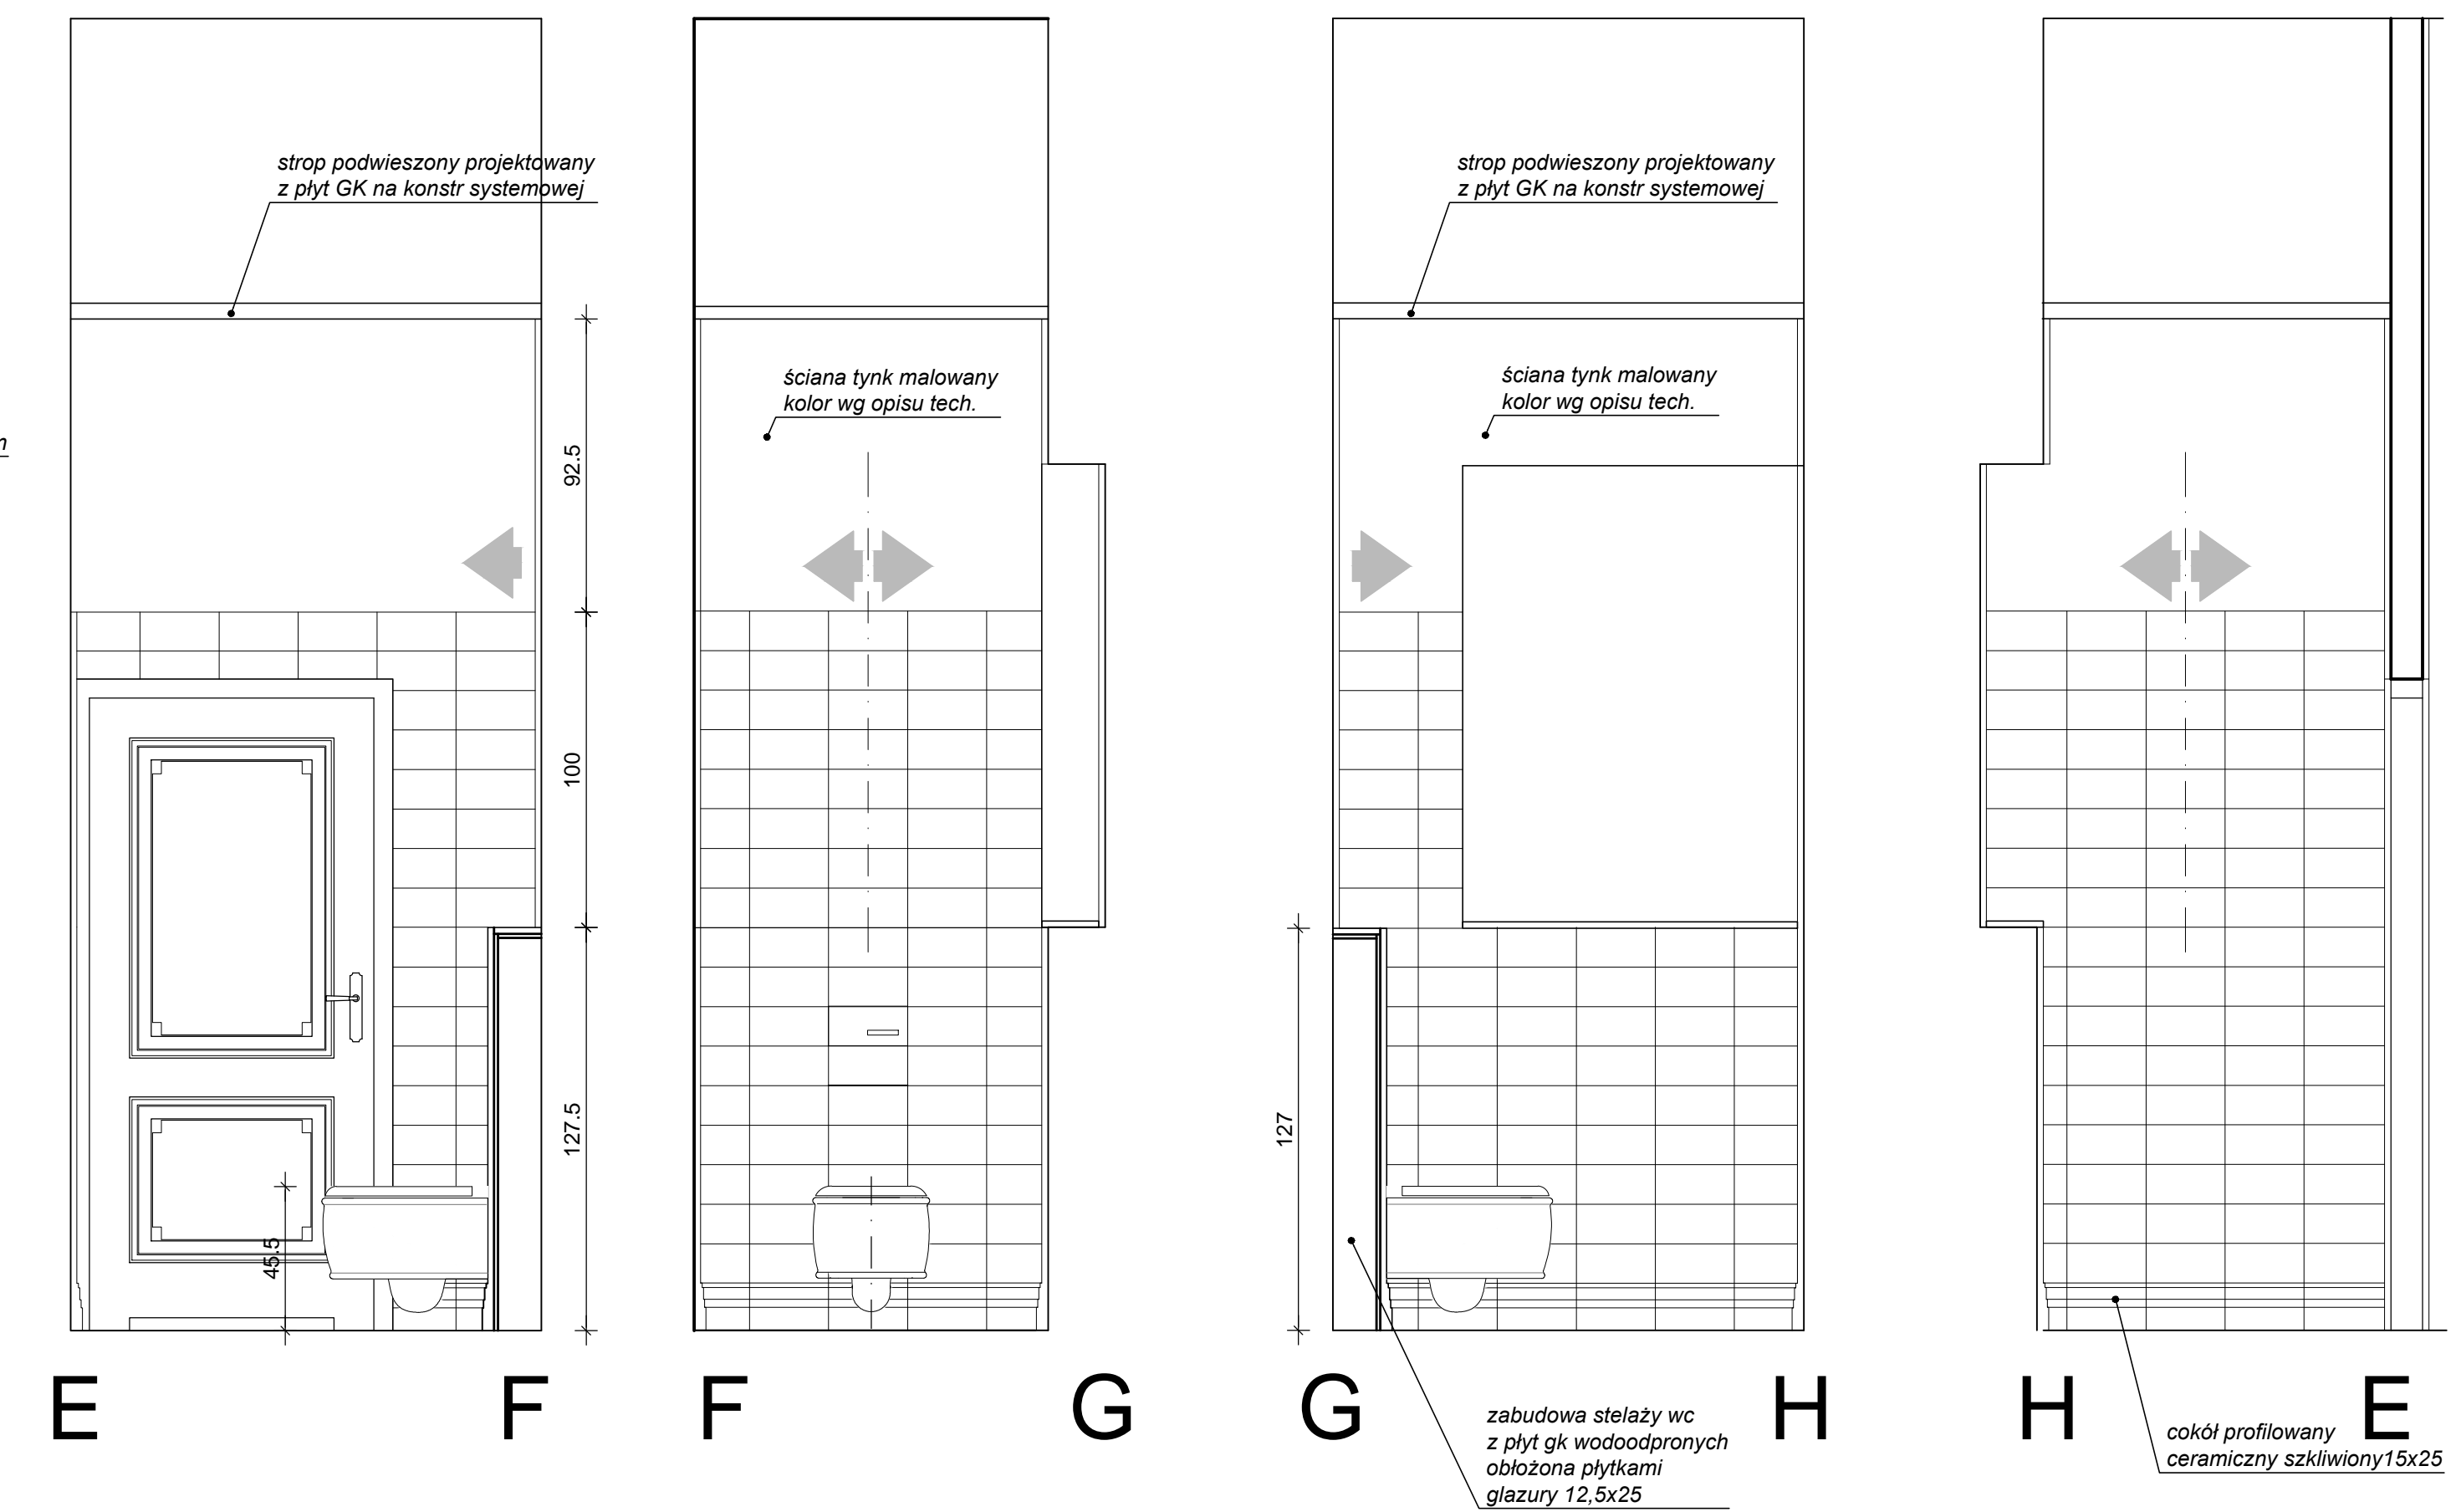 strop podwieszony projektowany
z płyt GK na konstr systemowej
strop podwieszony projektowany
z płyt GK na konstr systemowej
ściana tynk malowany
kolor wg opisu tech.
ściana tynk malowany
kolor wg opisu tech.
m
92.5
100
127.5
45.5
127
E
F
F
G
G
H
H
E
zabudowa stelaży wc
z płyt gk wodoodpronych
obłożona płytkami
glazury 12,5x25
cokół profilowany
ceramiczny szkliwiony15x25